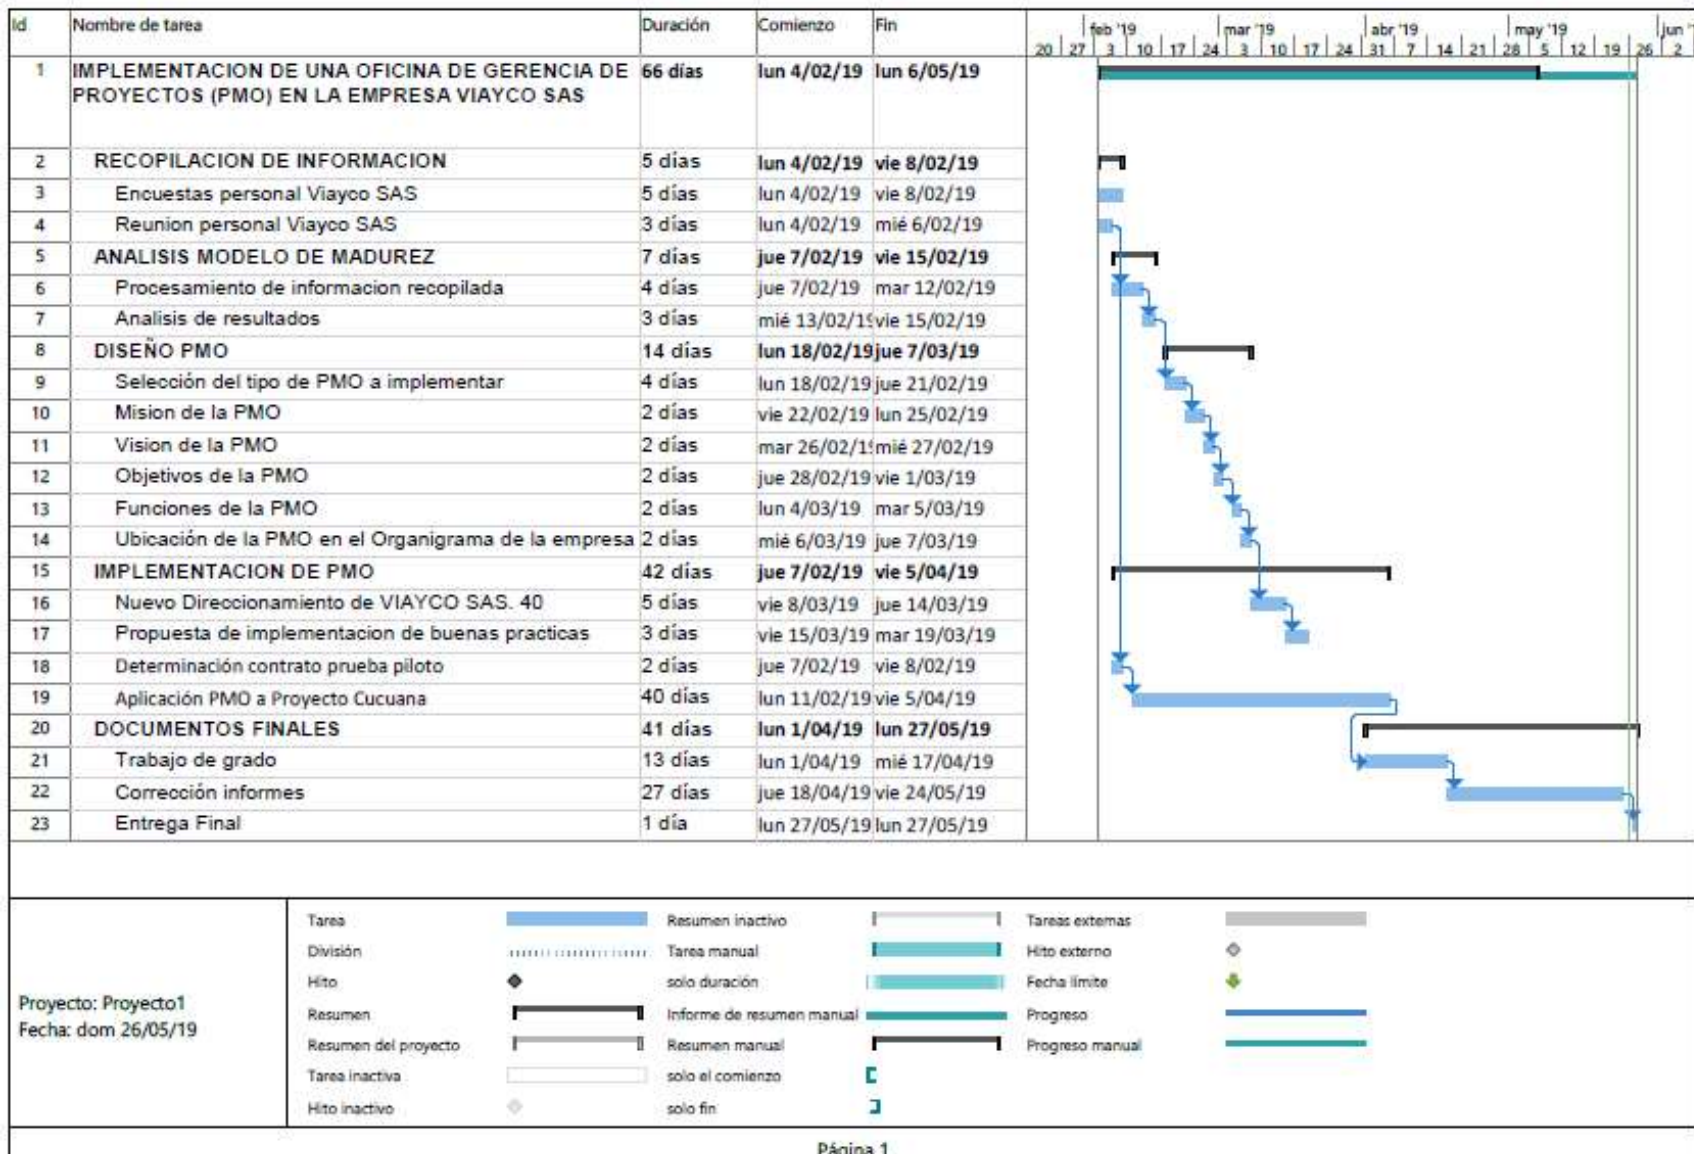 Id Nombre de tarea Duración Comienzo Fin feb '19 mar '19 abr '19 may '19 jun '1
20 27 3 10 17 24 3 10 17 24 31 7 14 21 28 5 12 19 26 2
1 IMPLEMENTACION DE UNA OFICINA DE GERENCIA DE 66 días lun 4/02/19 lun 6/05/19
PROYECTOS (PMO) EN LA EMPRESA VIAYCO SAS
2 RECOPILACION DE INFORMACION 5 días lun 4/02/19 vie 8/02/19
3 Encuestas personal Viayco SAS 5 días lun 4/02/19 vie 8/02/19
4 Reunion personal Viayco SAS 3 días lun 4/02/19 mié 6/02/19
5 ANALISIS MODELO DE MADUREZ 7 días jue 7/02/19 vie 15/02/19
6 Procesamiento de informacion recopilada 4 días jue 7/02/19 mar 12/02/19
7 Analisis de resultados 3 días mié 13/02/19 vie 15/02/19
8 DISEÑO PMO 14 días lun 18/02/19 jue 7/03/19
9 Selección del tipo de PMO a implementar 4 días lun 18/02/19 jue 21/02/19
10 Mision de la PMO 2 días vie 22/02/19 lun 25/02/19
11 Vision de la PMO 2 días mar 26/02/19 mié 27/02/19
12 Objetivos de la PMO 2 días jue 28/02/19 vie 1/03/19
13 Funciones de la PMO 2 días lun 4/03/19 mar 5/03/19
14 Ubicación de la PMO en el Organigrama de la empresa 2 días mié 6/03/19 jue 7/03/19
15 IMPLEMENTACION DE PMO 42 días jue 7/02/19 vie 5/04/19
16 Nuevo Direccionamiento de VIAYCO SAS. 40 5 días vie 8/03/19 jue 14/03/19
17 Propuesta de implementacion de buenas practicas 3 días vie 15/03/19 mar 19/03/19
18 Determinación contrato prueba piloto 2 días jue 7/02/19 vie 8/02/19
19 Aplicación PMO a Proyecto Cucuana 40 días lun 11/02/19 vie 5/04/19
20 DOCUMENTOS FINALES 41 días lun 1/04/19 lun 27/05/19
21 Trabajo de grado 13 días lun 1/04/19 mié 17/04/19
22 Corrección informes 27 días jue 18/04/19 vie 24/05/19
23 Entrega Final 1 día lun 27/05/19 lun 27/05/19
Proyecto: Proyecto1
Fecha: dom 26/05/19
Tarea Resumen inactivo Tareas externas
División Tarea manual Hito externo
Hito solo duración Fecha límite
Resumen Informe de resumen manual Progreso
Resumen del proyecto Resumen manual Progreso manual
Tarea inactiva solo el comienzo
Hito inactivo solo fin
Página 1